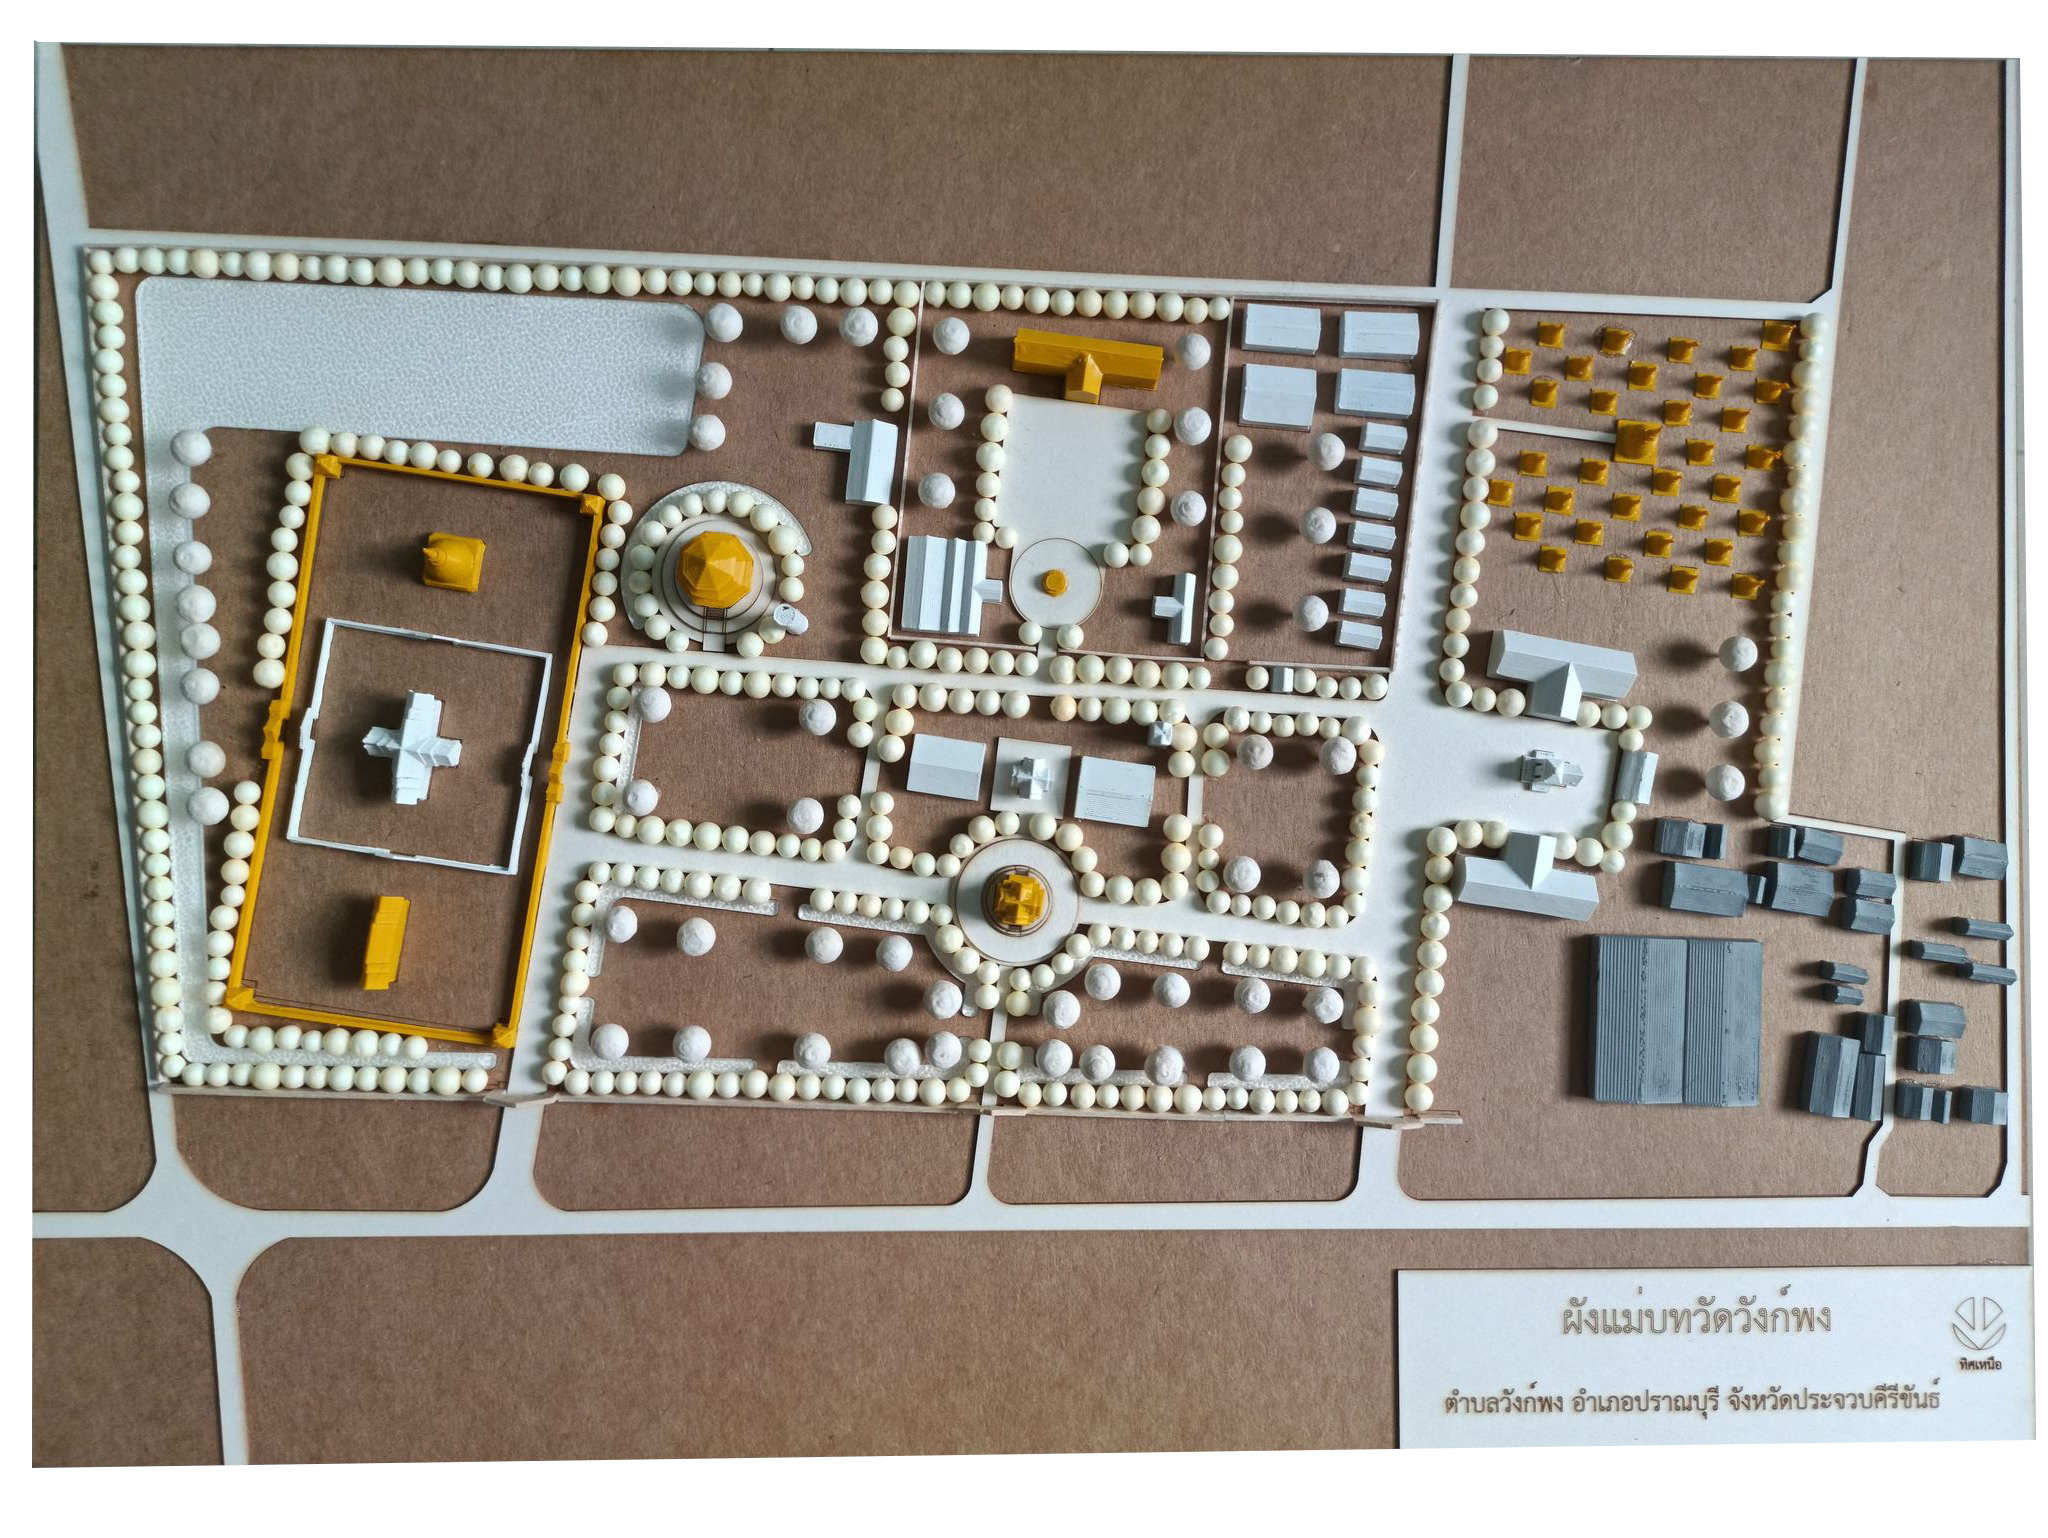 ผังแม่บทวัดวังก์พง
ทิศเหนือ
ตำบลวังก์พง อำเภอปราณบุรี จังหวัดประจวบคีรีขันธ์